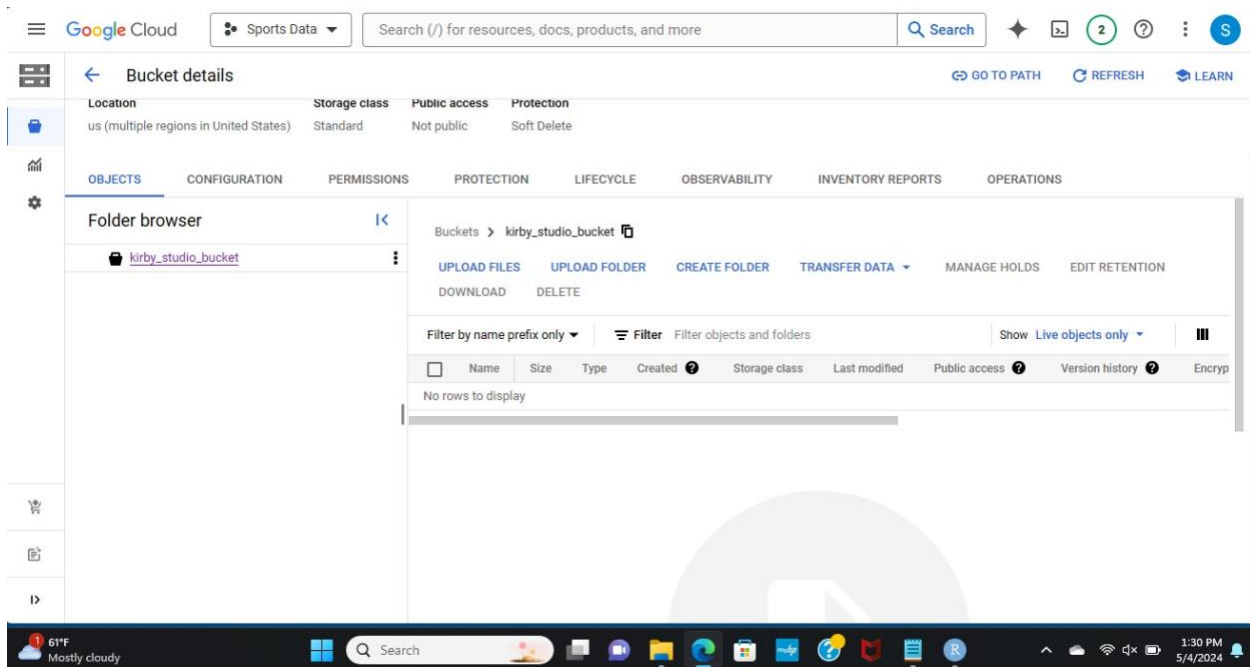 Google Cloud Sports Data Search (/) for resources, docs, products, and more Search 2 S
Bucket details GO TO PATH REFRESH LEARN
Location Storage class Public access Protection
us (multiple regions in United States) Standard Not public Soft Delete
OBJECTS CONFIGURATION PERMISSIONS PROTECTION LIFECYCLE OBSERVABILITY INVENTORY REPORTS OPERATIONS
Folder browser
Buckets > kirby_studio_bucket
kirby_studio_bucket
UPLOAD FILES UPLOAD FOLDER CREATE FOLDER TRANSFER DATA MANAGE HOLDS EDIT RETENTION
DOWNLOAD DELETE
Filter by name prefix only Filter Filter objects and folders Show Live objects only
Name Size Type Created Storage class Last modified Public access Version history Encryp
No rows to display
1 61°F
Mostly cloudy
Search
mdp
R
1:30 PM
5/4/2024